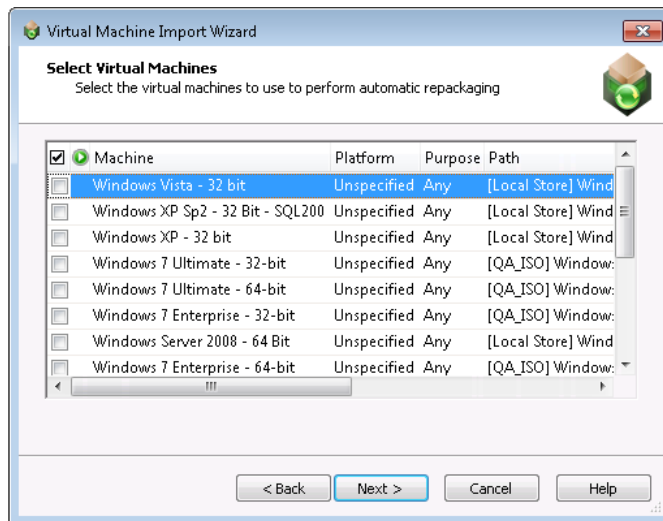 Virtual Machine Import Wizard
Select Virtual Machines
Select the virtual machines to use to perform automatic repackaging
Machine Platform Purpose Path
Windows Vista - 32 bit Unspecified Any [Local Store] Wind
Windows XP Sp2 - 32 Bit - SQL200 Unspecified Any [Local Store] Wind
Windows XP - 32 bit Unspecified Any [Local Store] Wind
Windows 7 Ultimate - 32-bit Unspecified Any [QA_ISO] Window:
Windows 7 Ultimate - 64-bit Unspecified Any [QA_ISO] Window:
Windows 7 Enterprise - 32-bit Unspecified Any [QA_ISO] Window:
Windows Server 2008 - 64 Bit Unspecified Any [Local Store] Wind
Windows 7 Enterprise - 64-bit Unspecified Any [QA_ISO] Window:
< Back Next > Cancel Help